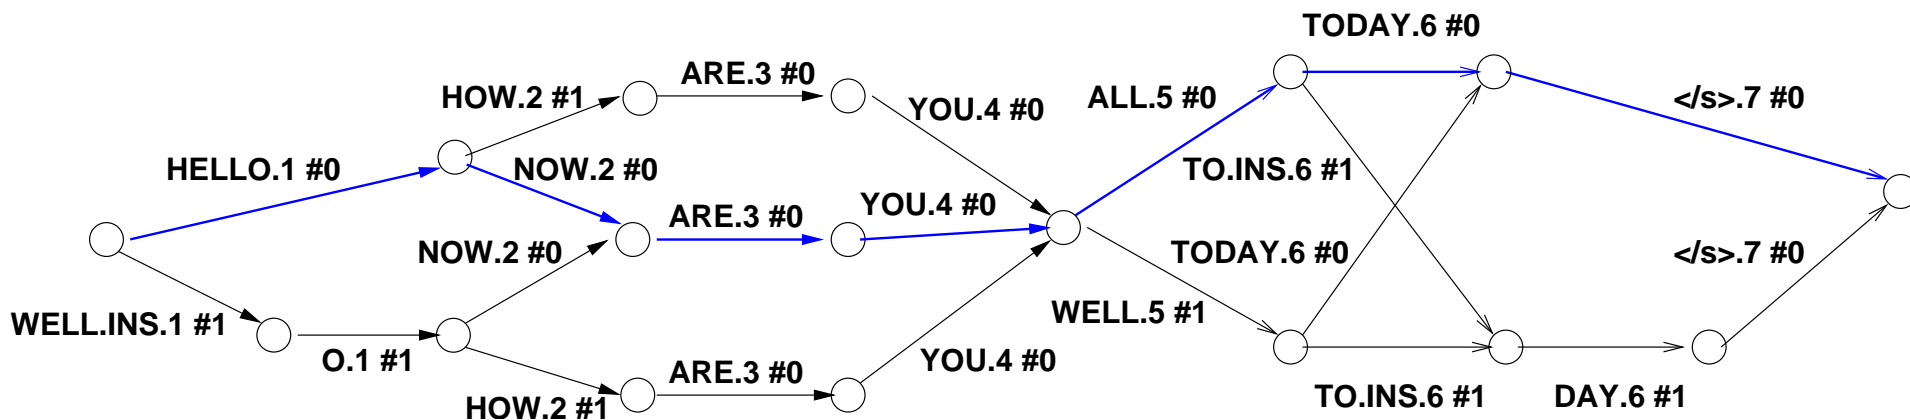 TODAY.6 #0
ARE.3 #0
HOW.2 #1
ALL.5 #0
</s>.7 #0
YOU.4 #0
HELLO.1 #0
NOW.2 #0
TO.INS.6 #1
YOU.4 #0
ARE.3 #0
NOW.2 #0
TODAY.6 #0
</s>.7 #0
WELL.5 #1
WELL.INS.1 #1
O.1 #1
YOU.4 #0
ARE.3 #0
HOW.2 #1
TO.INS.6 #1
DAY.6 #1